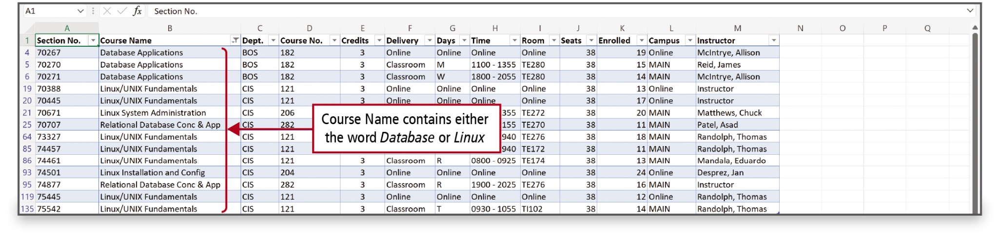 A1 fx Section No.
A B C D E F G H I J K L M N O P Q
1 Section No. Course Name Dept. Course No. Credits Delivery Days Time Room Seats Enrolled Campus Instructor
4 70267 Database Applications BOS 182 3 Online Online Online Online 38 19 Online McIntrye, Allison
5 70270 Database Applications BOS 182 3 Classroom M 1100 - 1355 TE280 38 15 MAIN Reid, James
6 70271 Database Applications BOS 182 3 Classroom W 1800 - 2055 TE280 38 14 MAIN McIntrye, Allison
19 70388 Linux/UNIX Fundamentals CIS 121 3 Online Online Online Online 38 13 Online Instructor
20 70445 Linux/UNIX Fundamentals CIS 121 3 Online Online Online Online 38 17 Online Instructor
21 70671 Linux System Administration CIS 206 355 TE272 38 20 MAIN Matthews, Chuck
25 70707 Relational Database Conc & App CIS 282 155 TE270 38 11 MAIN Patel, Asad
64 73327 Linux/UNIX Fundamentals CIS 121 940 TE276 38 18 MAIN Randolph, Thomas
85 74457 Linux/UNIX Fundamentals CIS 121 940 TE172 38 11 MAIN Randolph, Thomas
86 74461 Linux/UNIX Fundamentals CIS 121 3 Classroom R 0800 - 0925 TE174 38 13 MAIN Mandala, Eduardo
93 74501 Linux Installation and Config CIS 204 3 Online Online Online Online 38 24 Online Desprez, Jan
95 74877 Relational Database Conc & App CIS 282 3 Classroom R 1900 - 2025 TE276 38 16 MAIN Instructor
119 75445 Linux/UNIX Fundamentals CIS 121 3 Online Online Online Online 38 12 Online Randolph, Thomas
135 75542 Linux/UNIX Fundamentals CIS 121 3 Classroom T 0930 - 1055 TI102 38 14 MAIN Randolph, Thomas
Course Name contains either
the word Database or Linux